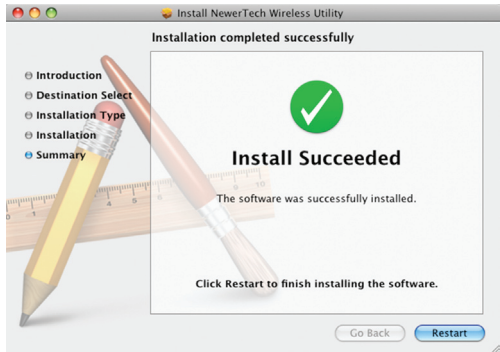 Install NewerTech Wireless Utility
Installation completed successfully
Introduction
Destination Select
Installation Type
Installation
Summary
Install Succeeded
The software was successfully installed.
Click Restart to finish installing the software.
Go Back
Restart